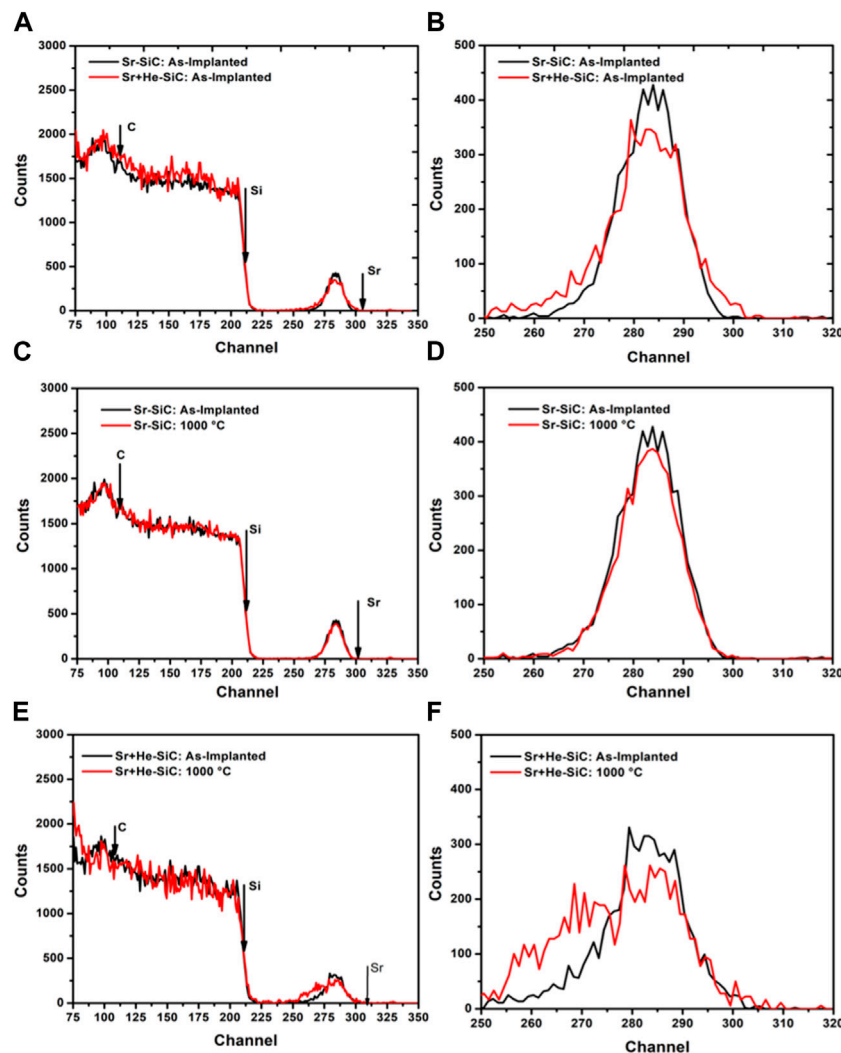 A
3000
2500
2000
1500
1000
500
0
Counts
Sr-SiC: As-Implanted
Sr+He-SiC: As-Implanted
C
Si
Sr
75 100 125 150 175 200 225 250 275 300 325 350
Channel
B
500
400
300
200
100
0
Counts
Sr-SiC: As-Implanted
Sr+He-SiC: As-Implanted
250 260 270 280 290 300 310 320
Channel
C
3000
2500
2000
1500
1000
500
0
Counts
Sr-SiC: As-Implanted
Sr-SiC: 1000 °C
C
Si
Sr
75 100 125 150 175 200 225 250 275 300 325 350
Channel
D
500
400
300
200
100
0
Counts
Sr-SiC: As-Implanted
Sr-SiC: 1000 °C
250 260 270 280 290 300 310 320
Channel
E
3000
2500
2000
1500
1000
500
0
Counts
Sr+He-SiC: As-Implanted
Sr+He-SiC: 1000 °C
C
Si
Sr
75 100 125 150 175 200 225 250 275 300 325 350
Channel
F
500
400
300
200
100
0
Counts
Sr+He-SiC: As-Implanted
Sr+He-SiC: 1000 °C
250 260 270 280 290 300 310 320
Channel